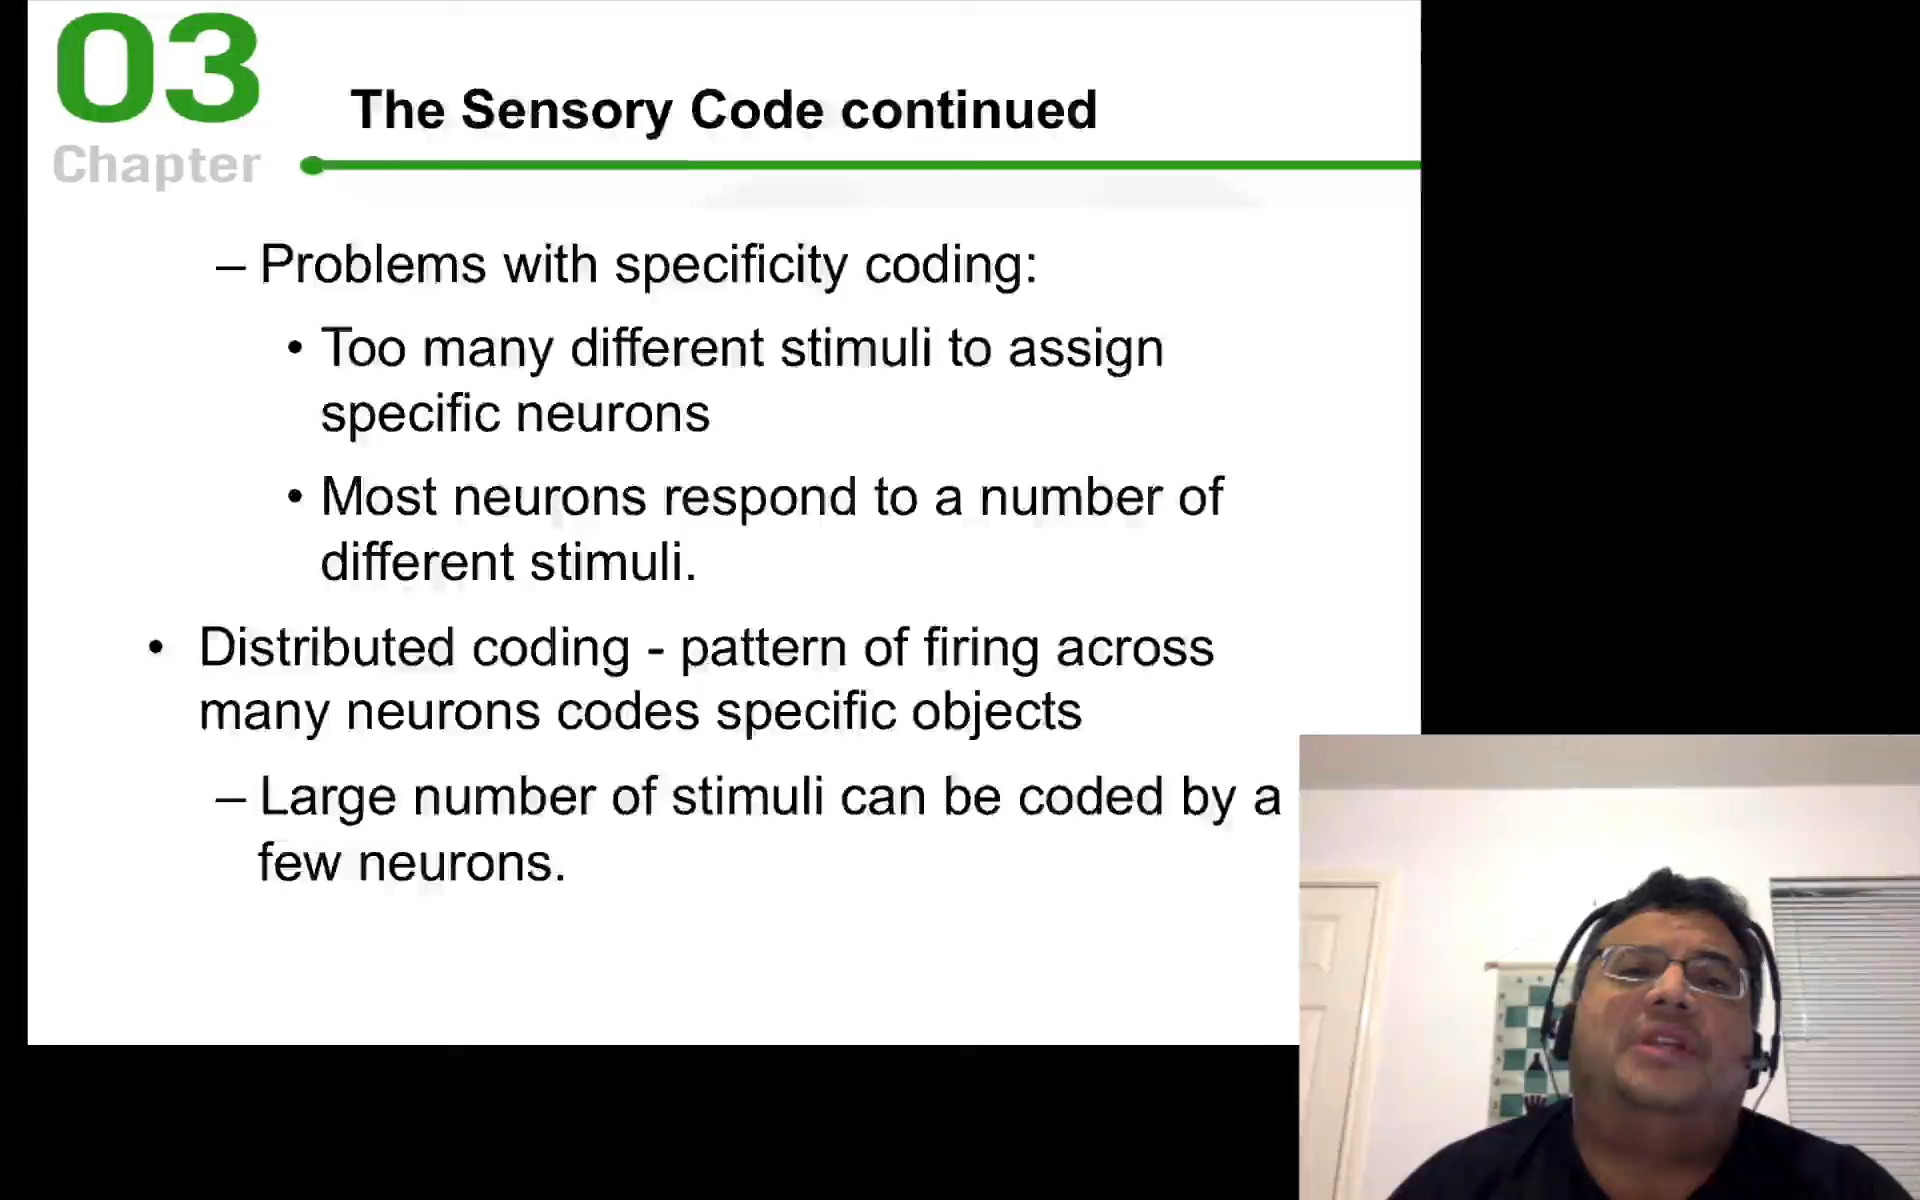 03
Chapter
The Sensory Code continued
– Problems with specificity coding:
• Too many different stimuli to assign
specific neurons
• Most neurons respond to a number of
different stimuli.
• Distributed coding - pattern of firing across
many neurons codes specific objects
– Large number of stimuli can be coded by a
few neurons.